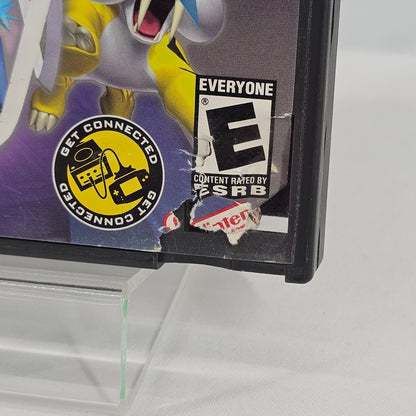 EVERYONE
®
E
CONTENT RATED BY
ESRB
GET CONNECTED
GET CONNECTED